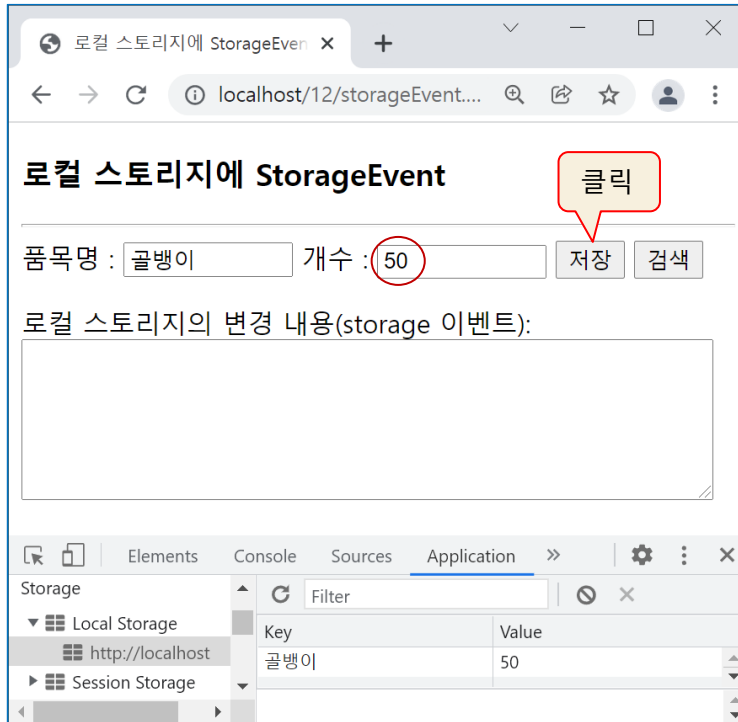 로컬 스토리지에 StorageEven
localhost/12/storageEvent....
로컬 스토리지에 StorageEvent
클릭
품목명 : 골뱅이 개수 : 50 저장 검색
로컬 스토리지의 변경 내용(storage 이벤트):
Elements Console Sources Application »
Storage
Filter
Local Storage
Key Value
http://localhost
골뱅이 50
Session Storage